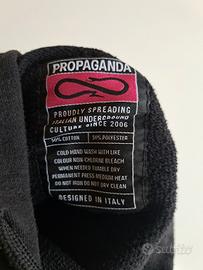 PROPAGANDA
PROUDLY SPREADING
ITALIAN UNDERGROUND
CULTURE SINCE 2006
50% COTTON 50% POLYESTER
COLD HAND WASH WITH LIKE
COLOUR NON-CHLORINE BLEACH
WHEN NEEDED TUMBLE DRY
PERMANENT PRESS MEDIUM HEAT
DO NOT IRON DO NOT DRY CLEAN
DESIGNED IN ITALY
Subito